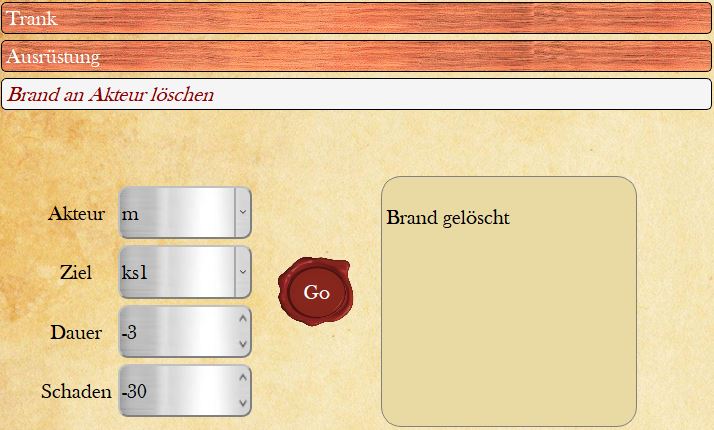 Trank
Ausrüstung
Brand an Akteur löschen
Akteur
m
Ziel
ks1
Dauer
-3
Schaden
-30
Go
Brand gelöscht